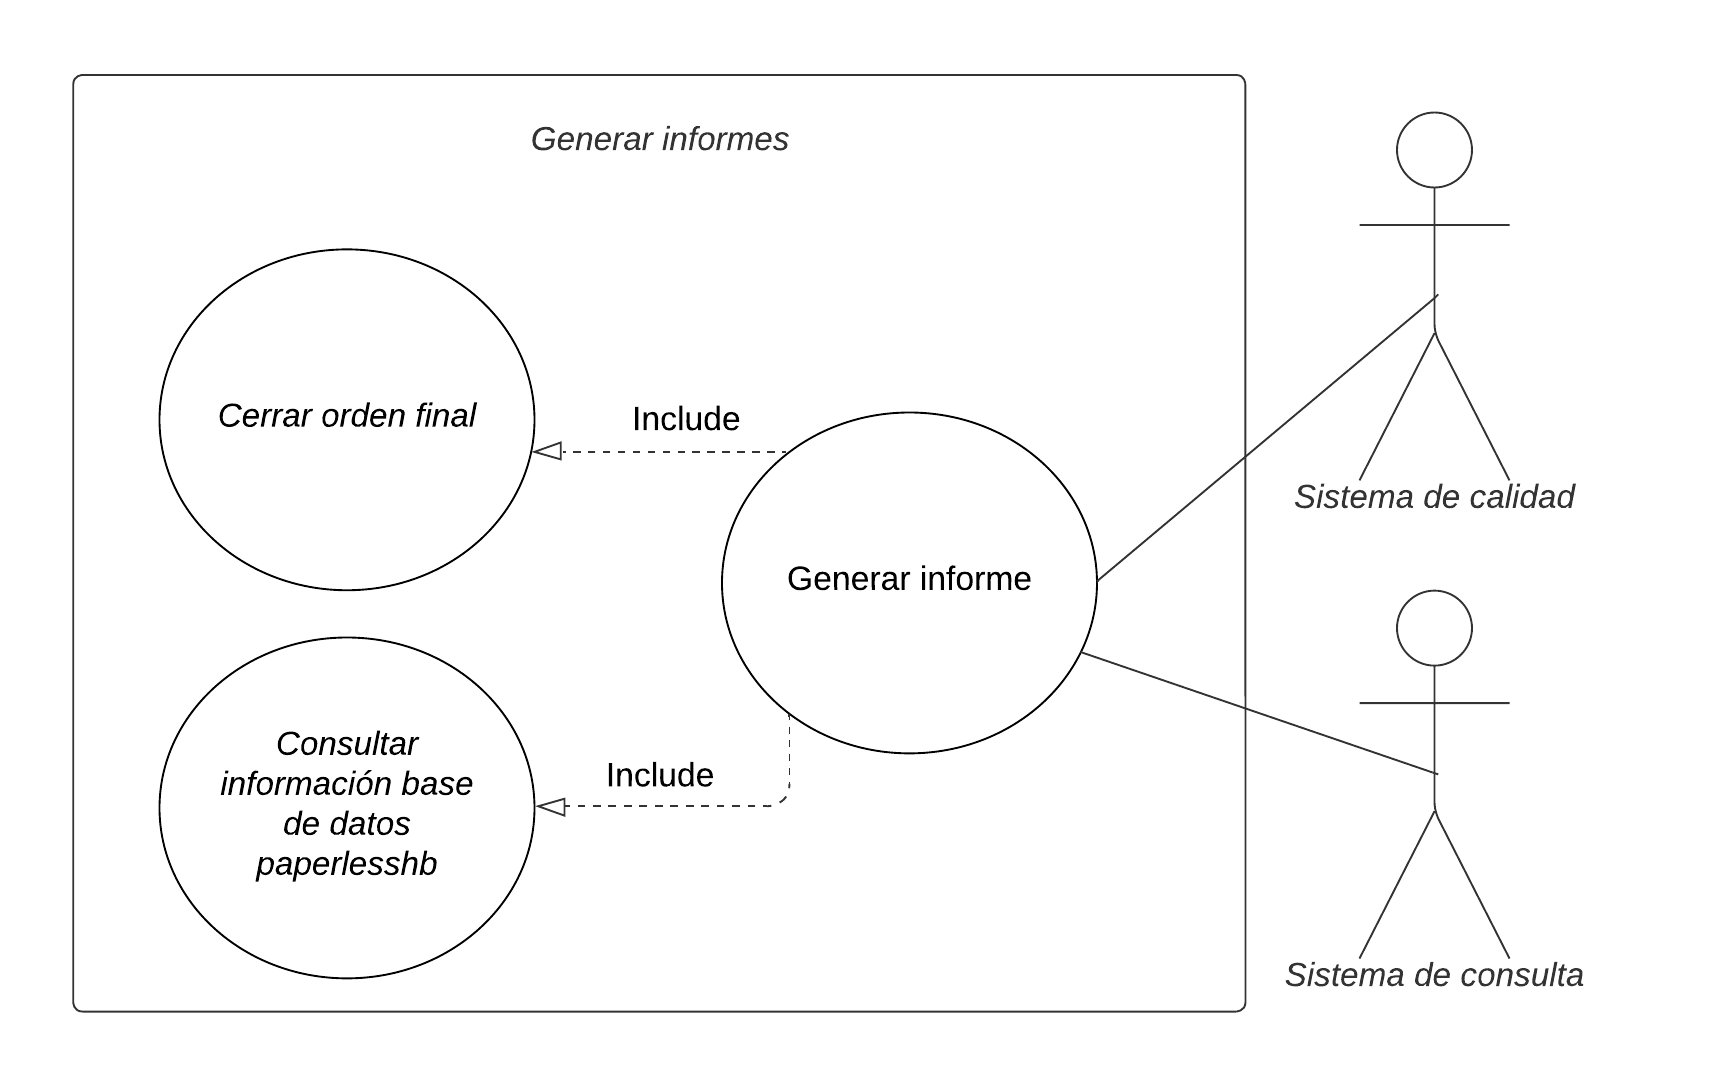 Generar informes
Cerrar orden final
Include
Generar informe
Sistema de calidad
Consultar
información base
de datos
paperlesshb
Include
Sistema de consulta